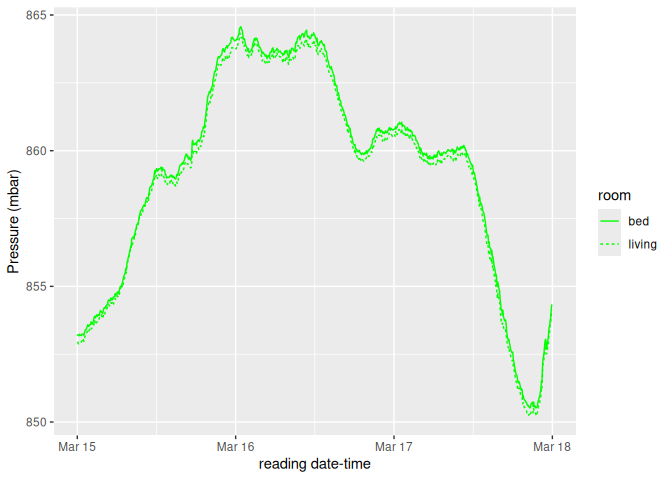 865
860
855
850
Pressure (mbar)
Mar 15
Mar 16
Mar 17
Mar 18
reading date-time
room
bed
living